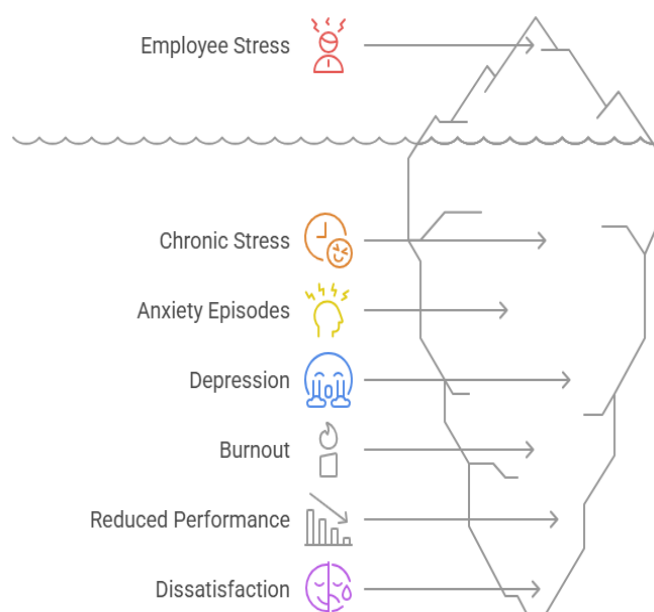 Employee Stress
Chronic Stress
Anxiety Episodes
Depression
Burnout
Reduced Performance
Dissatisfaction